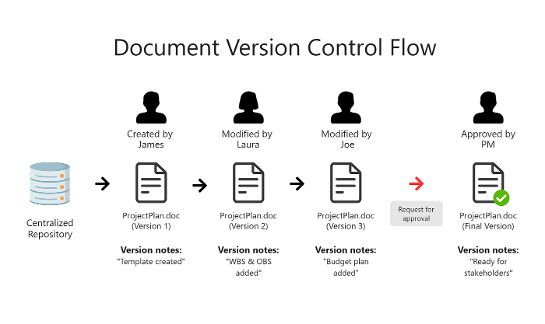 Document Version Control Flow
Created by
James
Modified by
Laura
Modified by
Joe
Approved by
PM
Centralized
Repository
ProjectPlan.doc
(Version 1)
ProjectPlan.doc
(Version 2)
ProjectPlan.doc
(Version 3)
Request for
approval
ProjectPlan.doc
(Final Version)
Version notes:
"Template created"
Version notes:
"WBS & OBS
added"
Version notes:
"Budget plan
added"
Version notes:
"Ready for
stakeholders"